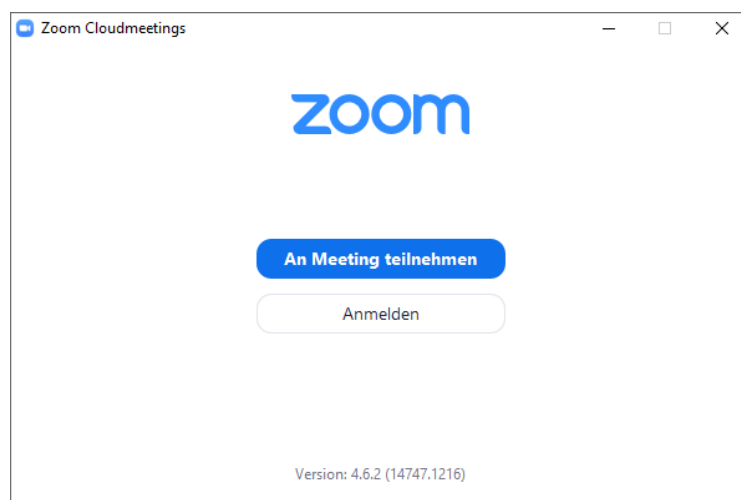 Zoom Cloudmeetings
zoom
An Meeting teilnehmen
Anmelden
Version: 4.6.2 (14747.1216)